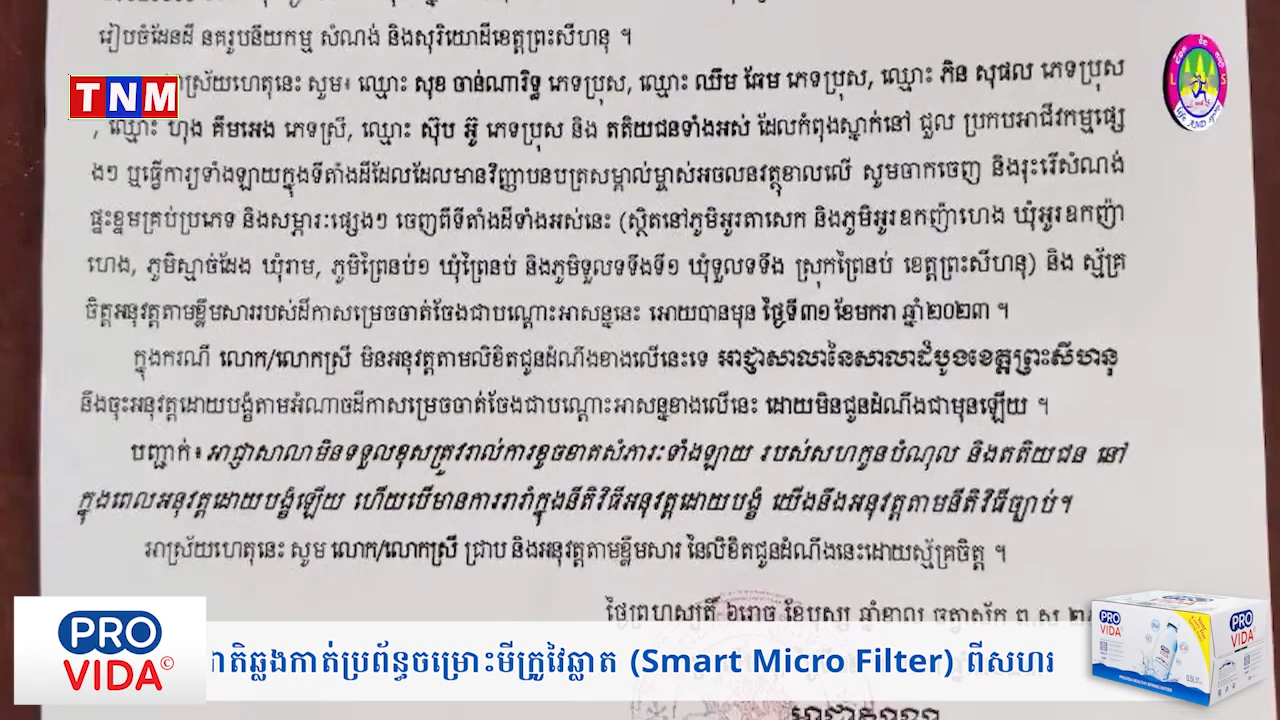 រៀបចំដែនដី នគរូបនីយកម្ម សំណង់ និងសុរិយោដីខេត្តព្រះសីហនុ ។
TNM
ស្រ័យហេតុនេះ សូម៖ ឈ្មោះ សុខ ចាន់ណារិទ្ធ ភេទប្រុស, ឈ្មោះ ឈឹម ឆែម ភេទប្រុស, ឈ្មោះ ភិន សុផល ភេទប្រុស
, ឈ្មោះ ហុង គីមអេង ភេទស្រី, ឈ្មោះ ស៊ុប អ៊ូ ភេទប្រុស និង តតិយជនទាំងអស់ ដែលកំពុងស្នាក់នៅ ជួល ប្រកបអាជីវកម្មផ្សេ
ងៗ ឬធ្វើការ្យទាំងឡាយក្នុងទីតាំងដីដែលដែលមានវិញ្ញាបនបត្រសម្គាល់ម្ចាស់អចលនវត្ថុខាលលើ សូមចាកចេញ និងរុះរើសំណង់
ផ្ទះខ្នមគ្រប់ប្រភេទ និងសម្ភារៈផ្សេងៗ ចេញពីទីតាំងដីទាំងអស់នេះ (ស្ថិតនៅភូមិអូរតាសេក និងភូមិអូរឧកញ៉ាហេង ឃុំអូរឧកញ៉ា
ហេង, ភូមិស្មាច់ដែង ឃុំរាម, ភូមិព្រៃនប់១ ឃុំព្រៃនប់ និងភូមិទួលទទឹងទី១ ឃុំទួលទទឹង ស្រុកព្រៃនប់ ខេត្តព្រះសីហនុ) និង ស្ម័គ្រ
ចិត្តអនុវត្តតាមខ្លឹមសាររបស់ដីកាសម្រេចចាត់ចែងជាបណ្តោះអាសន្ននេះ អោយបានមុន ថ្ងៃទី៣១ ខែមករា ឆ្នាំ២០២៣ ។
ក្នុងករណី លោក/លោកស្រី មិនអនុវត្តតាមលិខិតជូនដំណឹងខាងលើនេះទេ អាជ្ញាសាលានៃសាលាដំបូងខេត្តព្រះសីហនុ
នឹងចុះអនុវត្តដោយបង្ខំតាមអំណាចដីកាសម្រេចចាត់ចែងជាបណ្តោះអាសន្នខាងលើនេះ ដោយមិនជូនដំណឹងជាមុនឡើយ ។
បញ្ជាក់៖ អាជ្ញាសាលាមិនទទួលខុសត្រូវរាល់ការខូចខាតសំភារៈទាំងឡាយ របស់សហកូនបំណុល និងតតិយជន នៅ
ក្នុងពេលអនុវត្តដោយបង្ខំឡើយ ហើយបើមានការរារាំក្នុងនីតិវិធីអនុវត្តដោយបង្ខំ យើងនឹងអនុវត្តតាមនីតិវិធីច្បាប់។
អាស្រ័យហេតុនេះ សូម លោក/លោកស្រី ជ្រាប និងអនុវត្តតាមខ្លឹមសារ នៃលិខិតជូនដំណឹងនេះដោយស្ម័គ្រចិត្ត ។
ថ្ងៃព្រហស្បតិ៍ ៦រោច ខែបុស្ស ឆ្នាំខាល ចត្វាស័ក ព.ស ២
PRO
VIDA
ាតិឆ្លងកាត់ប្រព័ន្ធចម្រោះមីក្រូវៃឆ្លាត (Smart Micro Filter) ពីសហរ
PRO
VIDA